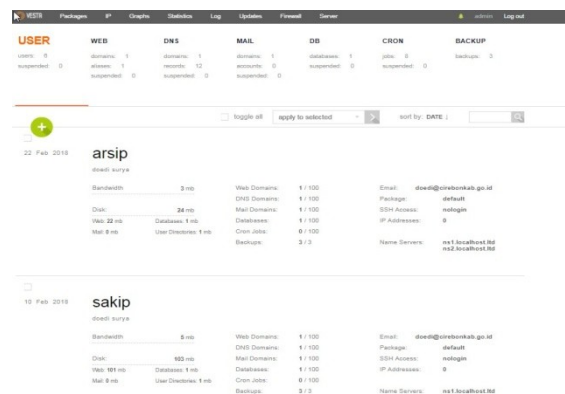 VESTA Packages IP Graphs Statistics Log Updates Firewall Server admin Log out
USER WEB DNS MAIL DB CRON BACKUP
users: domains: 1 domains: 1 domains: 1 databases: 1 jobs: backups: 3
suspended: 0 aliases: 1 records: 12 accounts: 0 suspended: 0 suspended: 0
suspended: 0 suspended: 0 suspended: 0
toggle all apply to selected sort by: DATE ↓
+
22 Feb 2018 arsip
doedi surya
Bandwidth 3 mb Web Domains: 1 / 100 Email: doedi@cirebonkab.go.id
DNS Domains: 1 / 100 Package: default
Disk: 24 mb Mail Domains: 1 / 100 SSH Access: nologin
Web: 22 mb Databases: 1 mb Databases: 1 / 100 IP Addresses: 0
Mail: 0 mb User Directories: 1 mb Cron Jobs: 0 / 100
Backups: 3 / 3 Name Servers: ns1.localhost.ltd
ns2.localhost.ltd
10 Feb 2018 sakip
doedi surya
Bandwidth mb Web Domains: 1 / 100 Email: doedi@cirebonkab.go.id
DNS Domains: 1 / 100 Package: default
Disk: 103 mb Mail Domains: 1 / 100 SSH Access: nologin
Web: 101 mb Databases: 1 mb Databases: 1 / 100 IP Addresses: 0
Mail: 0 mb User Directories: 1 mb Cron Jobs: 0 / 100
Backups: 3 / 3 Name Servers: ns1.localhost.ltd